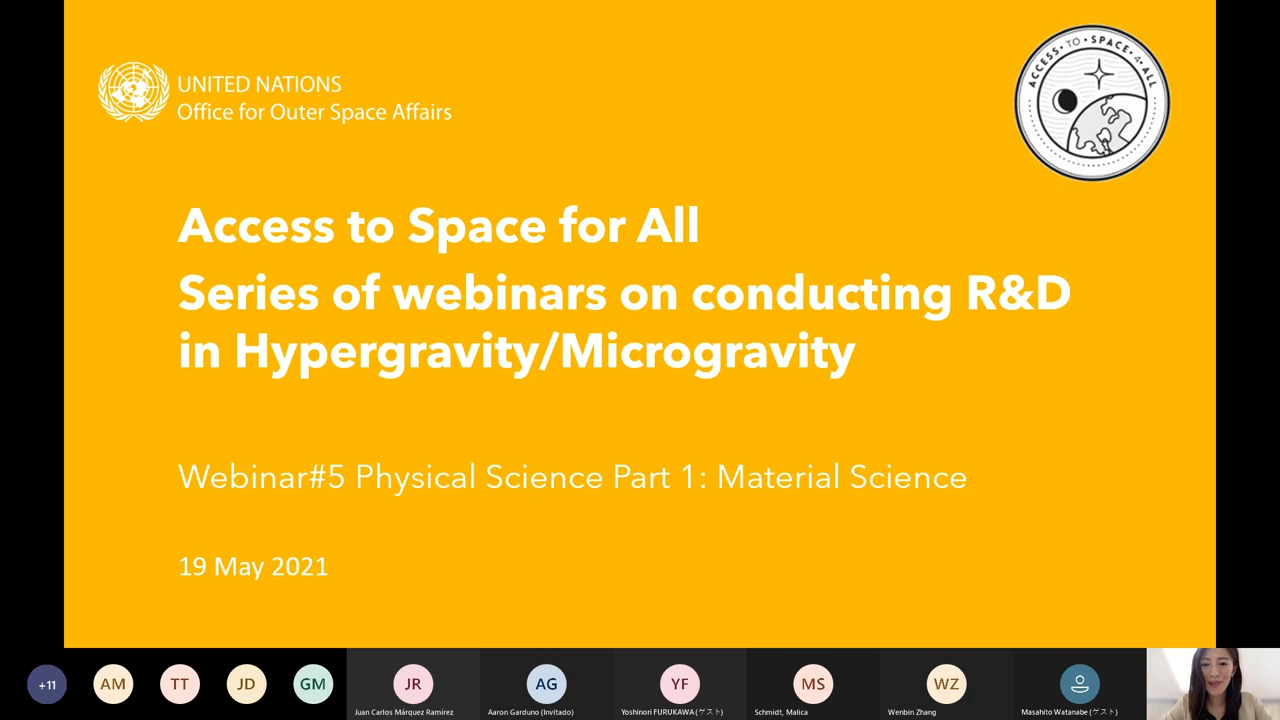 UNITED NATIONS
Office for Outer Space Affairs
ACCESS • TO • SPACE • 4 • ALL
Access to Space for All
Series of webinars on conducting R&D
in Hypergravity/Microgravity
Webinar#5 Physical Science Part 1: Material Science
19 May 2021
+11
AM
TT
JD
GM
JR
Juan Carlos Márquez Ramírez
AG
Aaron Garduno (Invitado)
YF
Yoshinori FURUKAWA (ゲスト)
MS
Schmidt, Malica
WZ
Wenbin Zhang
Masahito Watanabe (ゲスト)